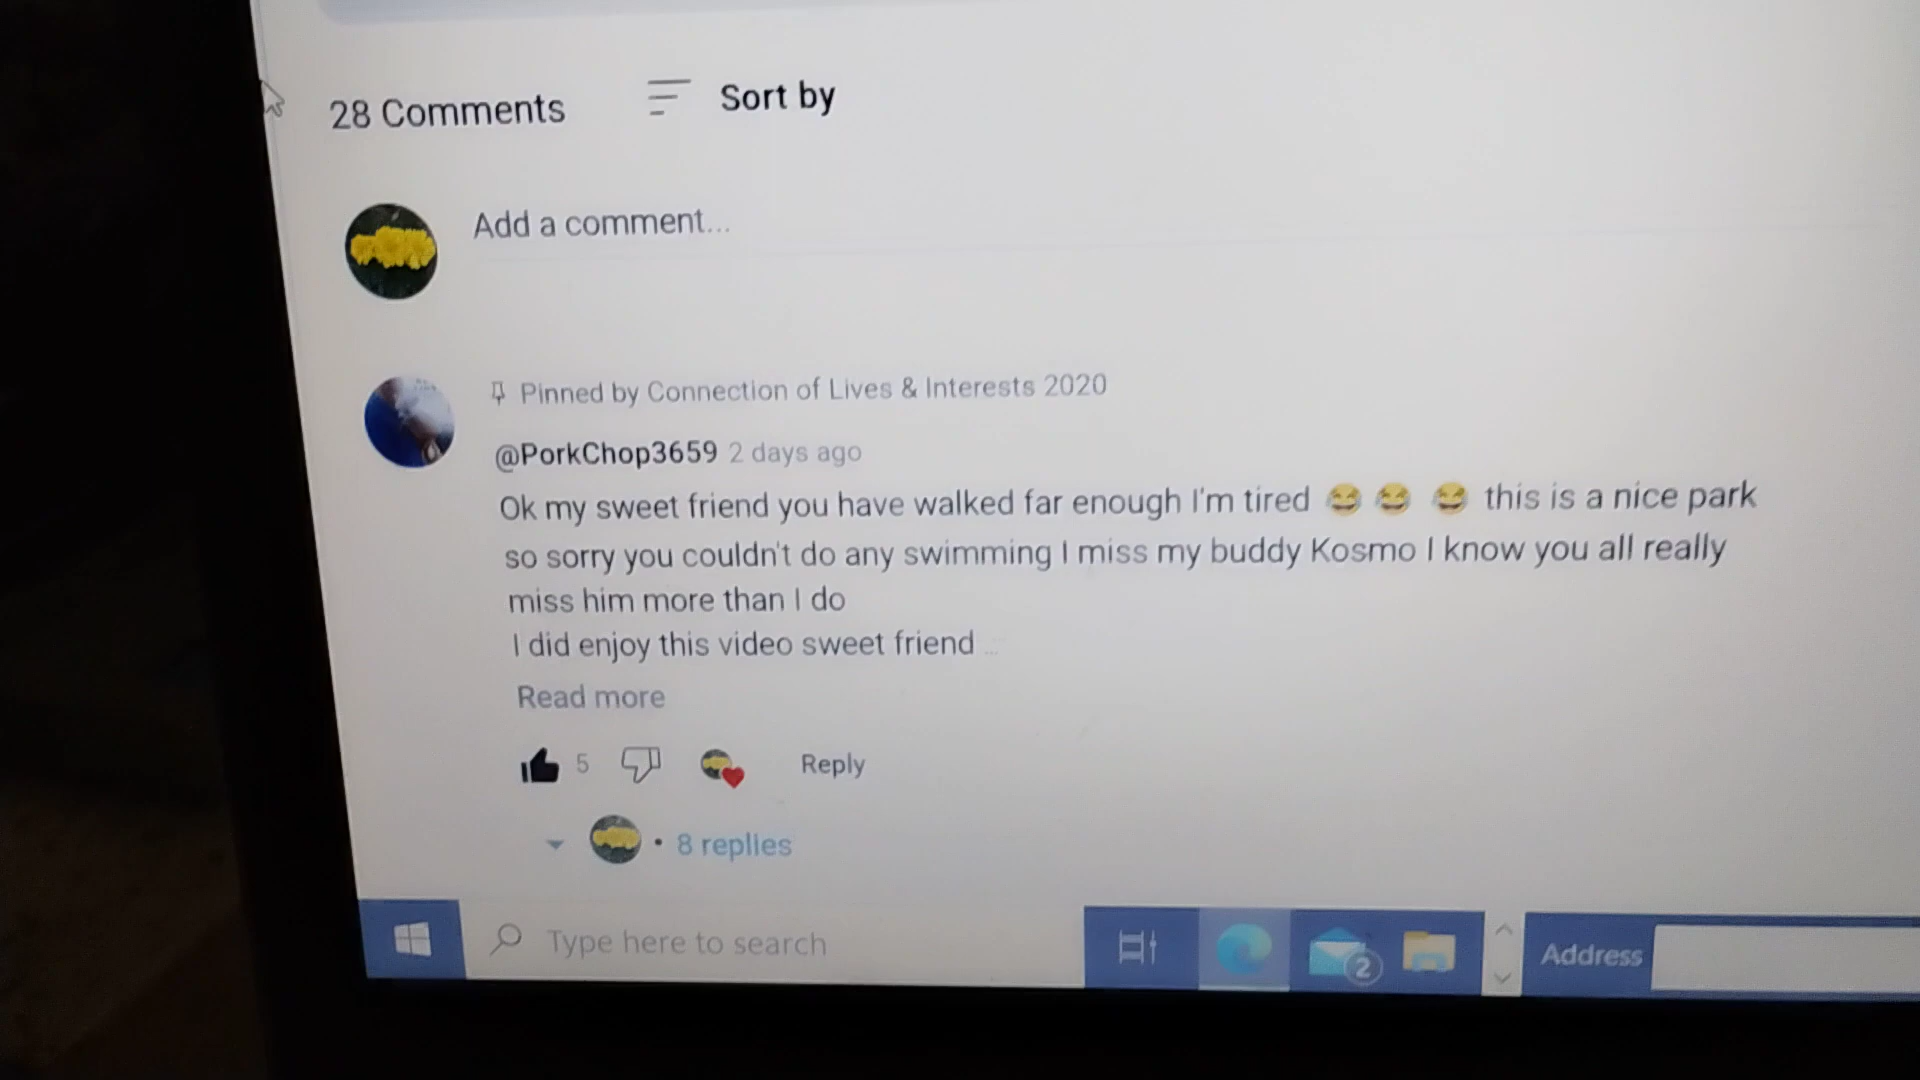 28 Comments
Sort by
Add a comment...
Pinned by Connection of Lives & Interests 2020
@PorkChop3659 2 days ago
Ok my sweet friend you have walked far enough I'm tired 😂 😂 😂 this is a nice park
so sorry you couldn't do any swimming I miss my buddy Kosmo I know you all really
miss him more than I do
I did enjoy this video sweet friend ...
Read more
5
Reply
8 replies
Type here to search
2
Address